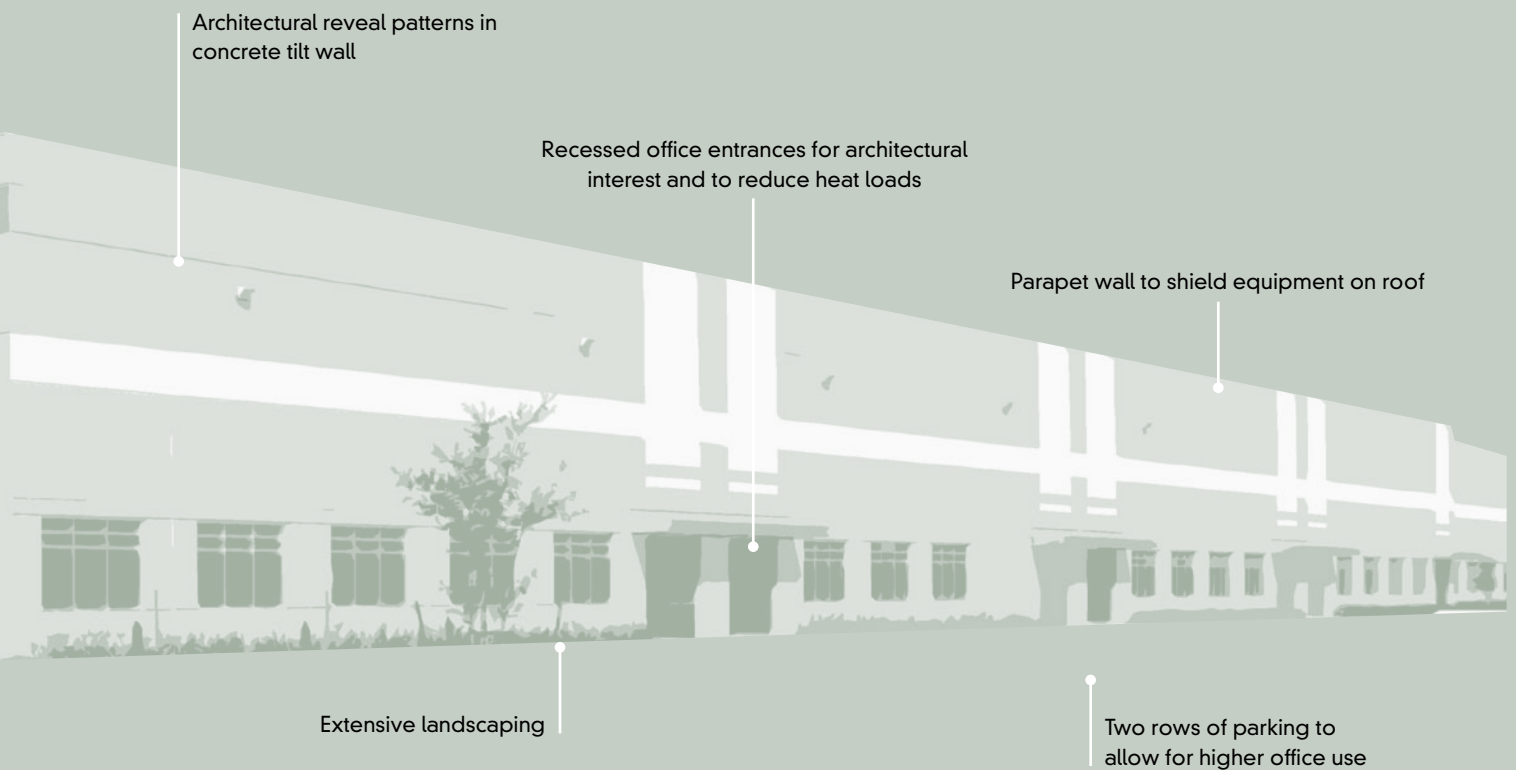 Architectural reveal patterns in
concrete tilt wall
Recessed office entrances for architectural
interest and to reduce heat loads
Parapet wall to shield equipment on roof
Extensive landscaping
Two rows of parking to
allow for higher office use